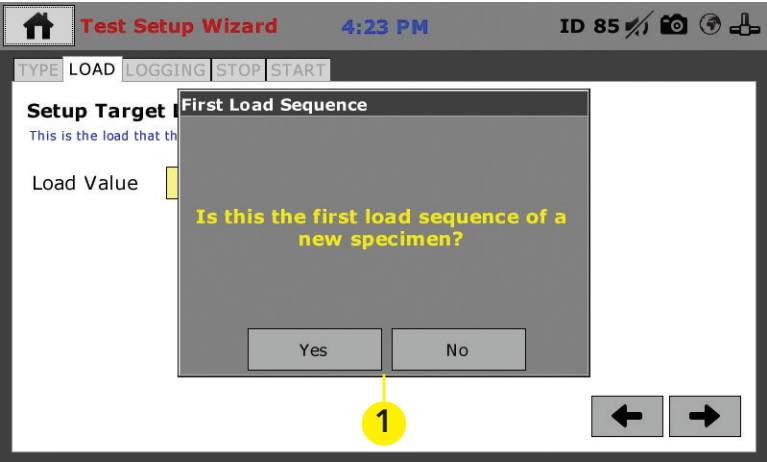 Test Setup Wizard 4:23 PM ID 85
TYPE LOAD LOGGING STOP START
Setup Target
First Load Sequence
This is the load that th
Load Value
Is this the first load sequence of a
new specimen?
Yes No
1